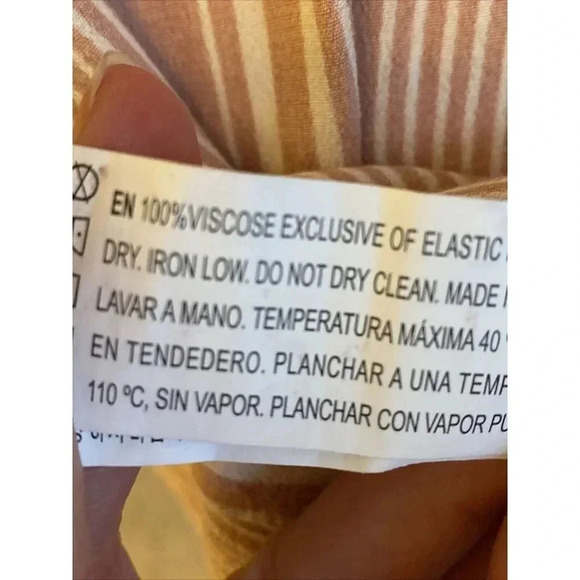 EN 100%VISCOSE EXCLUSIVE OF ELASTIC
DRY. IRON LOW. DO NOT DRY CLEAN. MADE
LAVAR A MANO. TEMPERATURA MÁXIMA 40
EN TENDEDERO. PLANCHAR A UNA TEMP
110 ºC, SIN VAPOR. PLANCHAR CON VAPOR PU